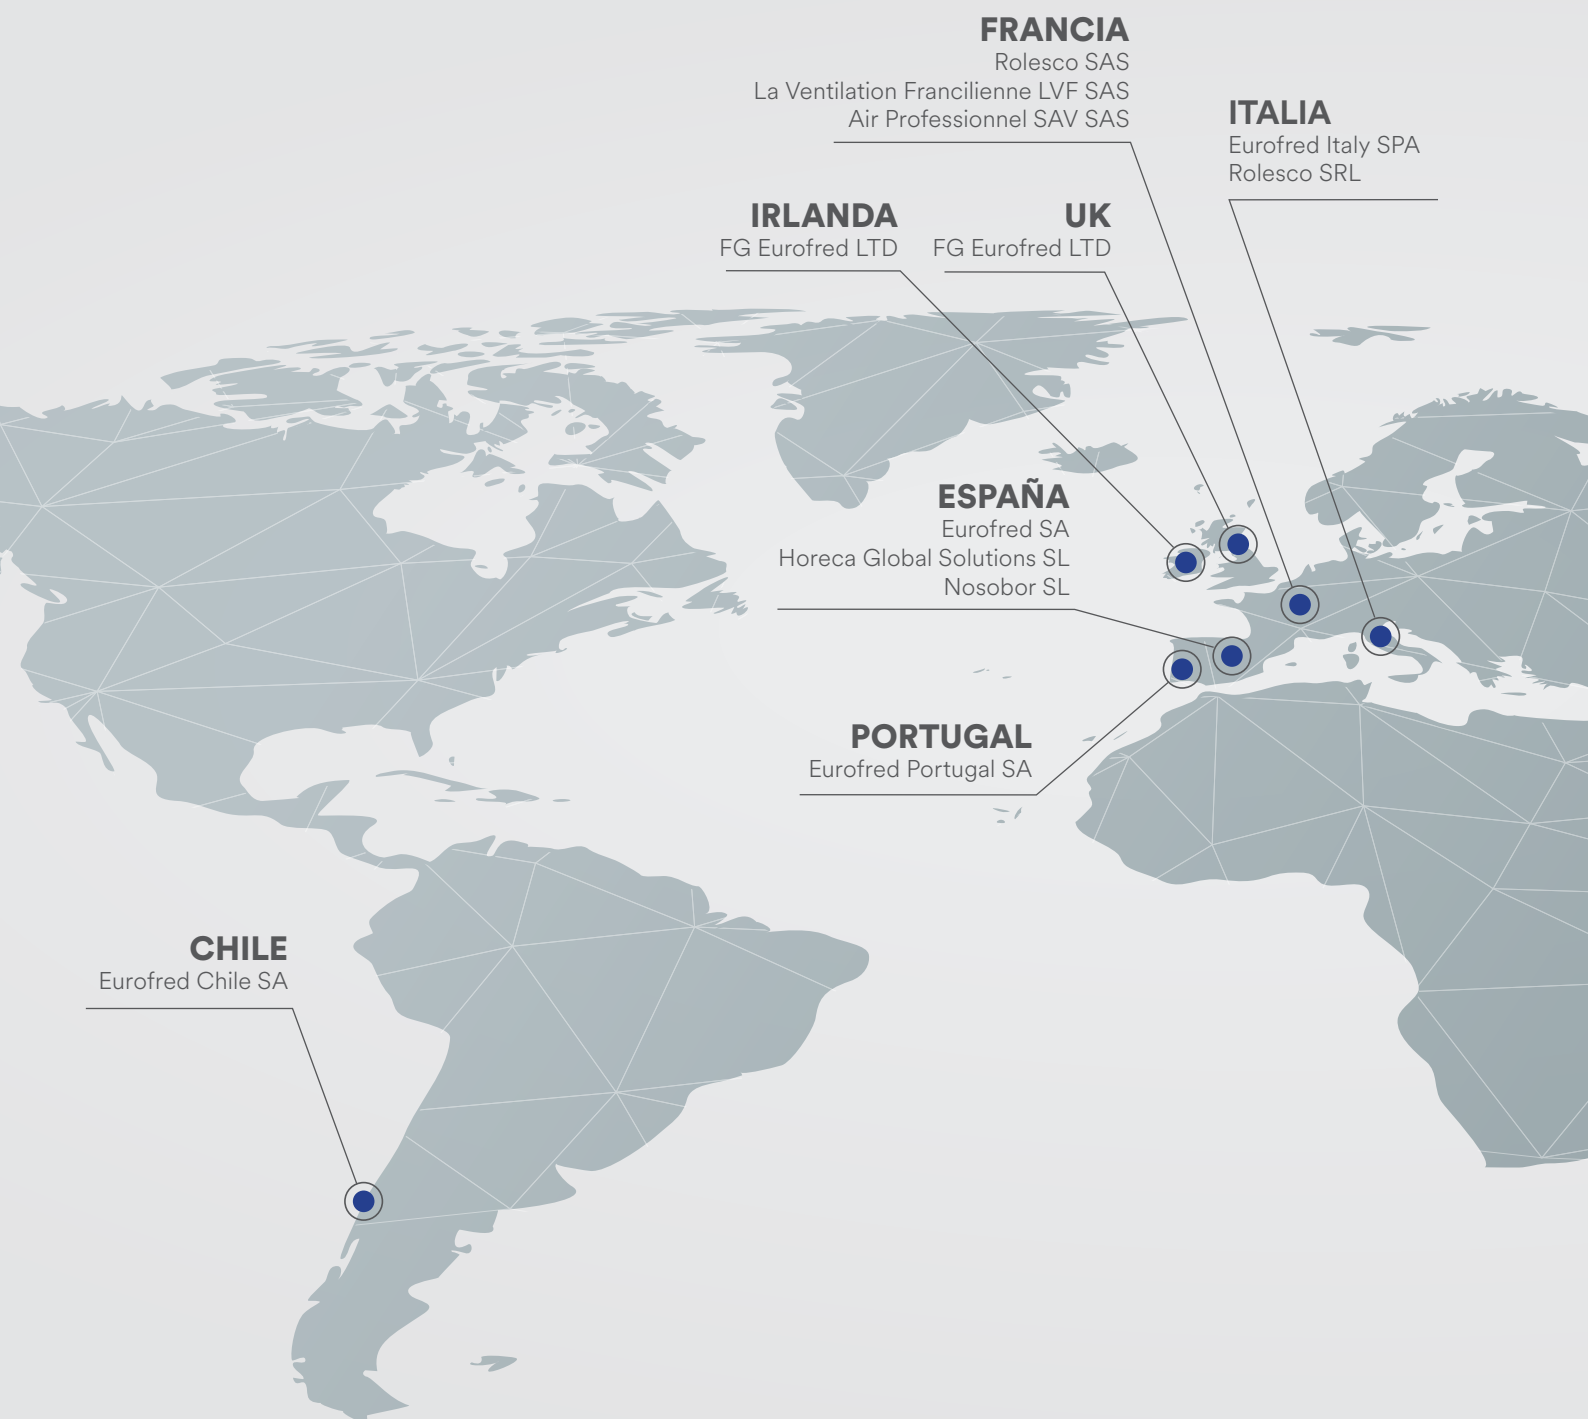 FRANCIA
Rolesco SAS
La Ventilation Francilienne LVF SAS
Air Professionnel SAV SAS
ITALIA
Eurofred Italy SPA
Rolesco SRL
IRLANDA
FG Eurofred LTD
UK
FG Eurofred LTD
ESPAÑA
Eurofred SA
Horeca Global Solutions SL
Nosobor SL
PORTUGAL
Eurofred Portugal SA
CHILE
Eurofred Chile SA